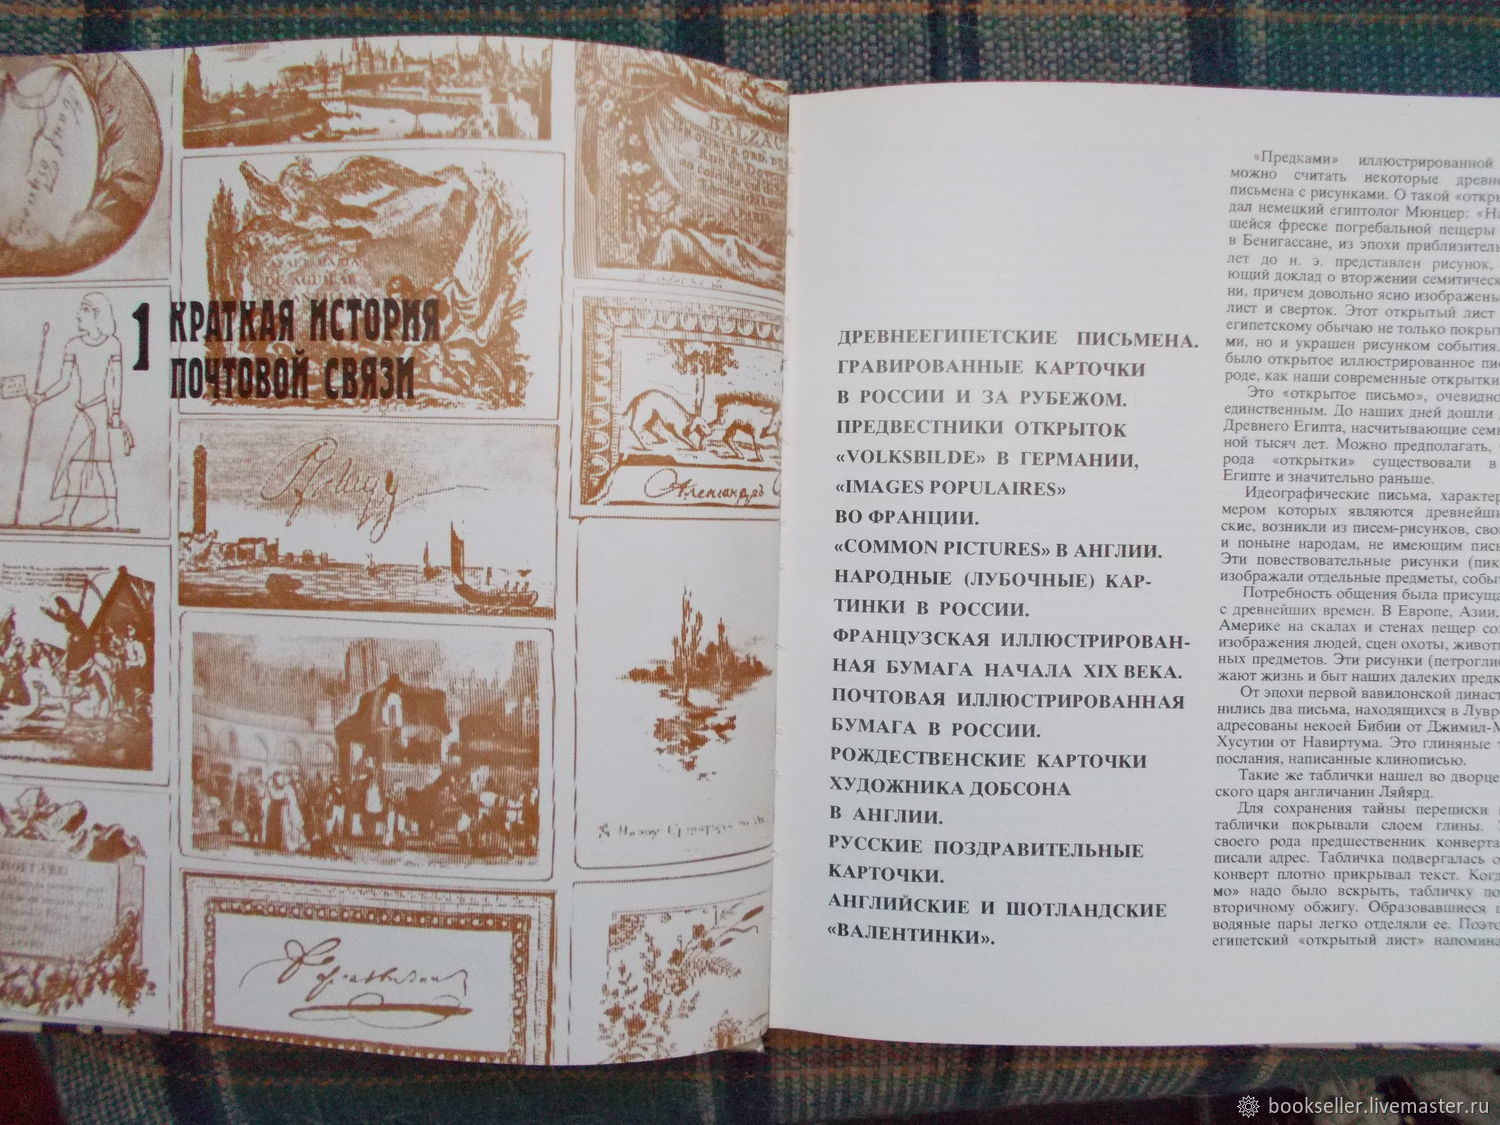 1 КРАТКАЯ ИСТОРИЯ
ПОЧТОВОЙ СВЯЗИ
BALZAC
Александръ
ДРЕВНЕЕГИПЕТСКИЕ ПИСЬМЕНА.
ГРАВИРОВАННЫЕ КАРТОЧКИ
В РОССИИ И ЗА РУБЕЖОМ.
ПРЕДВЕСТНИКИ ОТКРЫТОК
«VOLKSBILDE» В ГЕРМАНИИ,
«IMAGES POPULAIRES»
ВО ФРАНЦИИ.
«COMMON PICTURES» В АНГЛИИ.
НАРОДНЫЕ (ЛУБОЧНЫЕ) КАР-
ТИНКИ В РОССИИ.
ФРАНЦУЗСКАЯ ИЛЛЮСТРИРОВАН-
НАЯ БУМАГА НАЧАЛА XIX ВЕКА.
ПОЧТОВАЯ ИЛЛЮСТРИРОВАННАЯ
БУМАГА В РОССИИ.
РОЖДЕСТВЕНСКИЕ КАРТОЧКИ
ХУДОЖНИКА ДОБСОНА
В АНГЛИИ.
РУССКИЕ ПОЗДРАВИТЕЛЬНЫЕ
КАРТОЧКИ.
АНГЛИЙСКИЕ И ШОТЛАНДСКИЕ
«ВАЛЕНТИНКИ».
«Предками» иллюстрированной
можно считать некоторые древн
письмена с рисунками. О такой «откр
дал немецкий египтолог Мюнцер: «На
шейся фреске погребальной пещеры
в Бенигассане, из эпохи приблизитель
лет до н. э. представлен рисунок,
ющий доклад о вторжении семитическ
ни, причем довольно ясно изображены
лист и сверток. Этот открытый лист
египетскому обычаю не только покрыт
ми, но и украшен рисунком события.
было открытое иллюстрированное пис
роде, как наши современные открытки
Это «открытое письмо», очевидно
единственным. До наших дней дошли
Древнего Египта, насчитывающие семь
ной тысяч лет. Можно предполагать,
рода «открытки» существовали в
Египте и значительно раньше.
Идеографические письма, характер
мером которых являются древнейши
ские, возникли из писем-рисунков, сво
и поныне народам, не имеющим пись
Эти повествовательные рисунки (пик
изображали отдельные предметы, событ
Потребность общения была присуща
с древнейших времен. В Европе, Азии,
Америке на скалах и стенах пещер со
изображения людей, сцен охоты, живот
ных предметов. Эти рисунки (петрогли
жают жизнь и быт наших далеких предк
От эпохи первой вавилонской династ
нились два письма, находящихся в Лувр
адресованы некоей Бибии от Джимил-М
Хусутии от Навиртума. Это глиняные
послания, написанные клинописью.
Такие же таблички нашел во дворце
ского царя англичанин Ляйярд.
Для сохранения тайны переписки
таблички покрывали слоем глины.
своего рода предшественник конверта
писали адрес. Табличка подвергалась о
конверт плотно прикрывал текст. Когд
мо» надо было вскрыть, табличку по
вторичному обжигу. Образовавшиеся
водяные пары легко отделяли ее. Поэто
египетский «открытый лист» напомин
bookseller.livemaster.ru